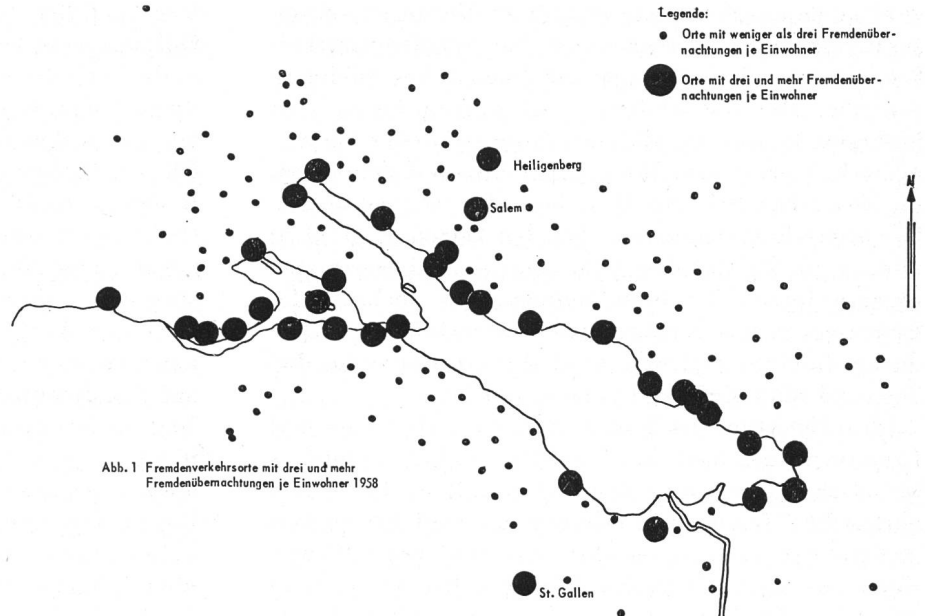 Legende:
Orte mit weniger als drei Fremdenüber-
nachtungen je Einwohner
Orte mit drei und mehr Fremdenüber-
nachtungen je Einwohner
Heiligenberg
N
Salem
Abb. 1 Fremdenverkehrsorte mit drei und mehr
Fremdenübernachtungen je Einwohner 1958
St. Gallen